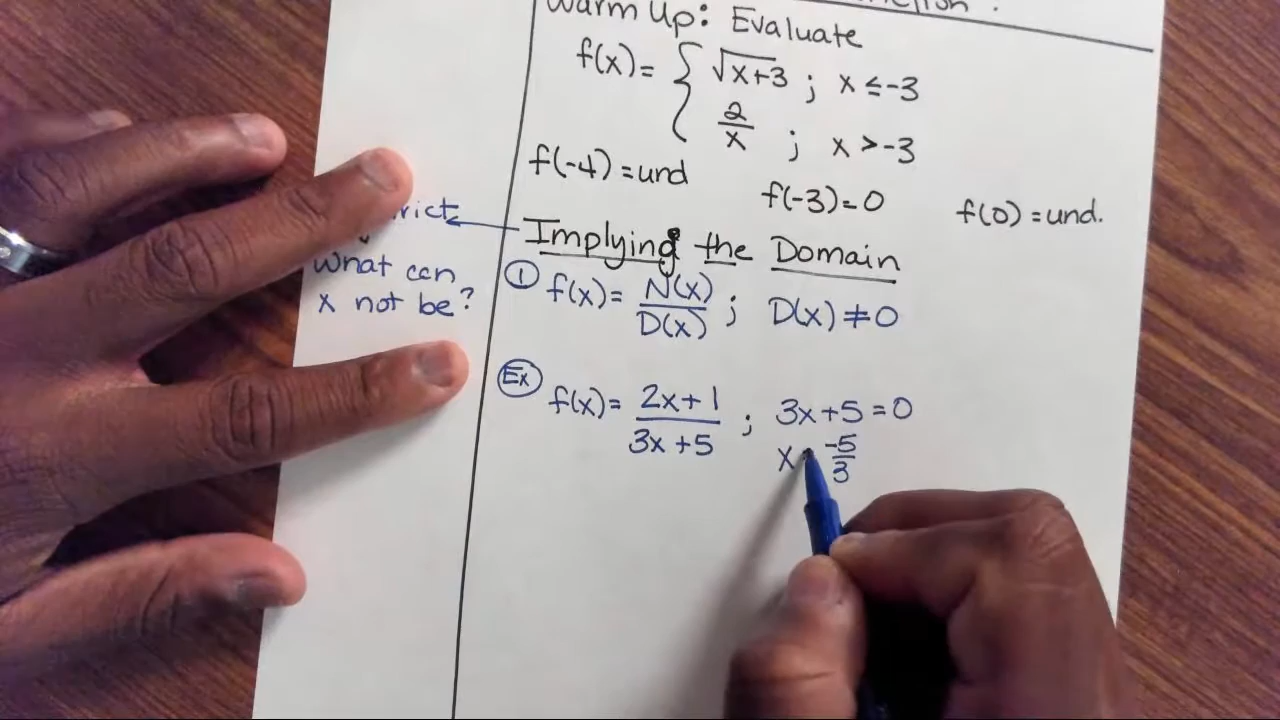 Warm Up: Evaluate
f(x) = { √x+3 ; x ≤ -3
2/x ; x > -3
f(-4) = und f(-3) = 0 f(0) = und.
Implying the Domain
What can
x not be?
① f(x) = N(x)/D(x) ; D(x) ≠ 0
Ex f(x) = 2x+1/3x+5 ; 3x+5 = 0
x -5/3